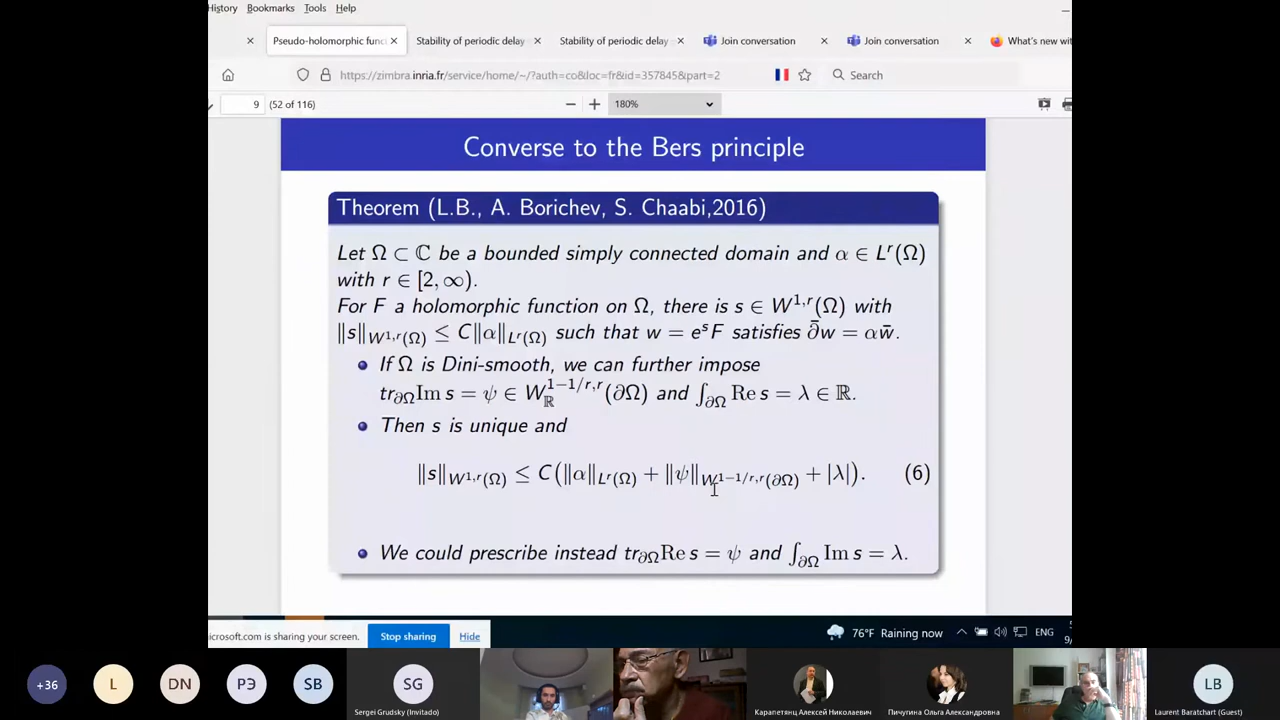 History Bookmarks Tools Help
Pseudo-holomorphic func Stability of periodic delay Stability of periodic delay Join conversation Join conversation What's new wit
https://zimbra.inria.fr/service/home/~/?auth=co&loc=fr&id=357845&part=2 Search
9 (52 of 116) 180%
Converse to the Bers principle
Theorem (L.B., A. Borichev, S. Chaabi,2016)
Let Ω ⊂ ℂ be a bounded simply connected domain and α ∈ Lʳ(Ω)
with r ∈ [2, ∞).
For F a holomorphic function on Ω, there is s ∈ W^{1,r}(Ω) with
‖s‖_{W^{1,r}(Ω)} ≤ C‖α‖_{L^r(Ω)} such that w = eˢF satisfies ∂̄w = αw̄.
• If Ω is Dini-smooth, we can further impose
tr_{∂Ω}Im s = ψ ∈ W_ℝ^{1−1/r,r}(∂Ω) and ∫_{∂Ω} Re s = λ ∈ ℝ.
• Then s is unique and
‖s‖_{W^{1,r}(Ω)} ≤ C(‖α‖_{L^r(Ω)} + ‖ψ‖_{W^{1−1/r,r}(∂Ω)} + |λ|). (6)
• We could prescribe instead tr_{∂Ω}Re s = ψ and ∫_{∂Ω} Im s = λ.
icrosoft.com is sharing your screen. Stop sharing Hide 76°F Raining now ENG
+36 L DN РЭ SB SG LB
Sergei Grudsky (Invitado) Карапетянц Алексей Николаевич Пичугина Ольга Александровна Laurent Baratchart (Guest)